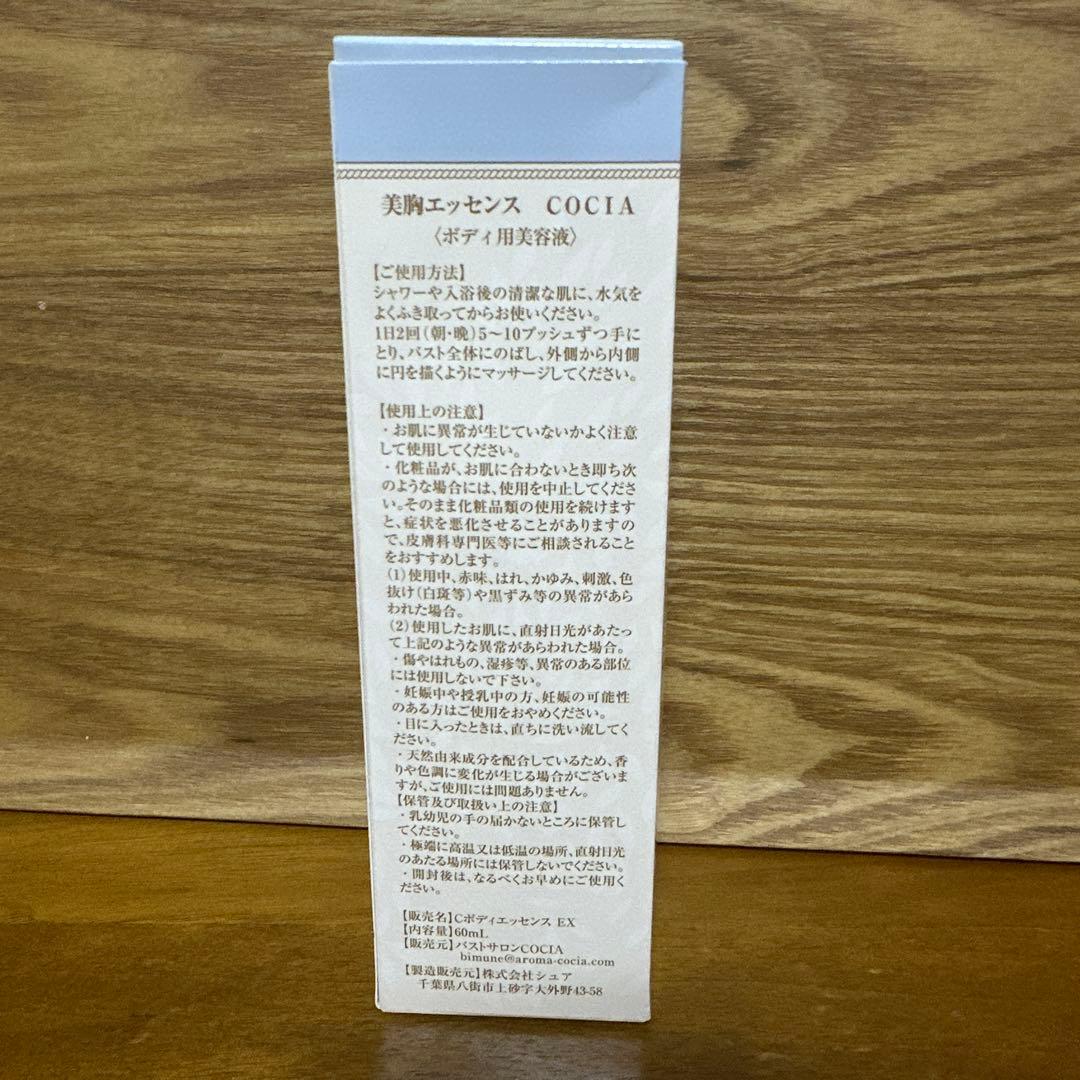 美胸エッセンス　COCIA
〈ボディ用美容液〉
【ご使用方法】
シャワーや入浴後の清潔な肌に、水気を
よくふき取ってからお使いください。
1日2回（朝・晩）5〜10プッシュずつ手に
とり、バスト全体にのばし、外側から内側
に円を描くようにマッサージしてください。
【使用上の注意】
・お肌に異常が生じていないかよく注意
して使用してください。
・化粧品が、お肌に合わないとき即ち次
のような場合には、使用を中止してくださ
い。そのまま化粧品類の使用を続けます
と、症状を悪化させることがありますの
で、皮膚科専門医等にご相談されること
をおすすめします。
（1）使用中、赤味、はれ、かゆみ、刺激、色
抜け（白斑等）や黒ずみ等の異常があら
われた場合。
（2）使用したお肌に、直射日光があたっ
て上記のような異常があらわれた場合。
・傷やはれもの、湿疹等、異常のある部位
には使用しないで下さい。
・妊娠中や授乳中の方、妊娠の可能性
のある方はご使用をおやめください。
・目に入ったときは、直ちに洗い流してく
ださい。
・天然由来成分を配合しているため、香
りや色調に変化が生じる場合がございま
すが、ご使用には問題ありません。
【保管及び取扱い上の注意】
・乳幼児の手の届かないところに保管し
てください。
・極端に高温又は低温の場所、直射日光
のあたる場所には保管しないでください。
・開封後は、なるべくお早めにご使用く
ださい。
【販売名】Cボディエッセンス EX
【内容量】60mL
【販売元】バストサロンCOCIA
bimune@aroma-cocia.com
【製造販売元】株式会社シュア
千葉県八街市上砂字大外野43-58